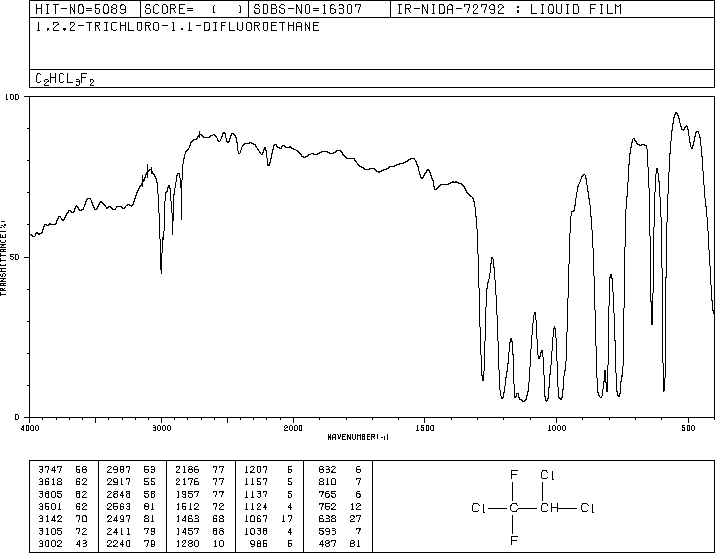 HIT-NO=5089 SCORE= ( ) SDBS-NO=16307 IR-NIDA-72792 : LIQUID FILM
1,2,2-TRICHLORO-1,1-DIFLUOROETHANE
C2HCL3F2
100
50
0
TRANSMITTANCE(%)
4000 3000 2000 1500 1000 500
WAVENUMBER(-1)
3747 68 2987 53 2186 77 1207 5 832 6
3618 62 2917 55 2176 77 1157 5 810 7
3605 62 2848 58 1957 77 1137 5 765 6
3501 62 2563 81 1512 72 1124 4 752 12
3142 70 2497 81 1463 68 1067 17 638 27
3105 72 2411 79 1457 68 1038 4 593 7
3002 43 2240 79 1280 10 985 5 487 81
F Cl
Cl C CH Cl
F